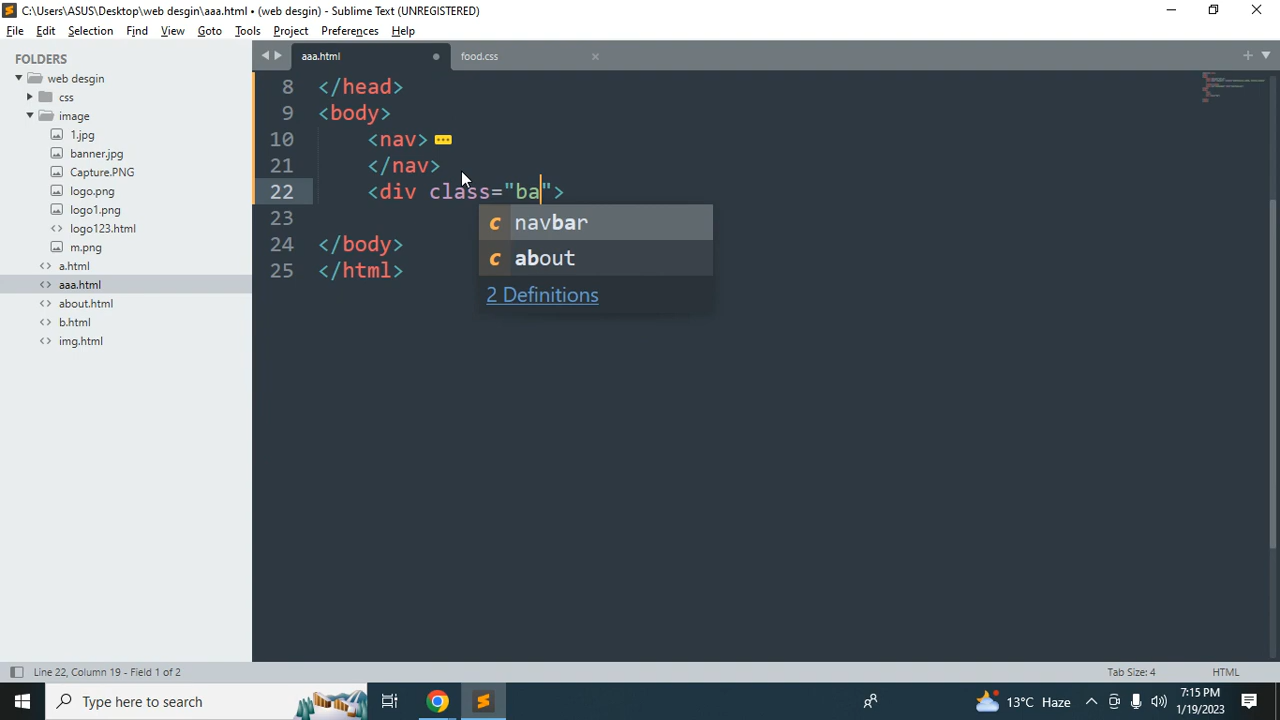 C:\Users\ASUS\Desktop\web desgin\aaa.html • (web desgin) - Sublime Text (UNREGISTERED)
File Edit Selection Find View Goto Tools Project Preferences Help
FOLDERS
web desgin
css
image
1.jpg
banner.jpg
Capture.PNG
logo.png
logo1.png
logo123.html
m.png
a.html
aaa.html
about.html
b.html
img.html
aaa.html food.css
8 </head>
9 <body>
10 <nav>
21 </nav>
22 <div class="ba">
23
24 </body>
25 </html>
c navbar
c about
2 Definitions
Line 22, Column 19 - Field 1 of 2 Tab Size: 4 HTML
Type here to search 13°C Haze 7:15 PM
1/19/2023